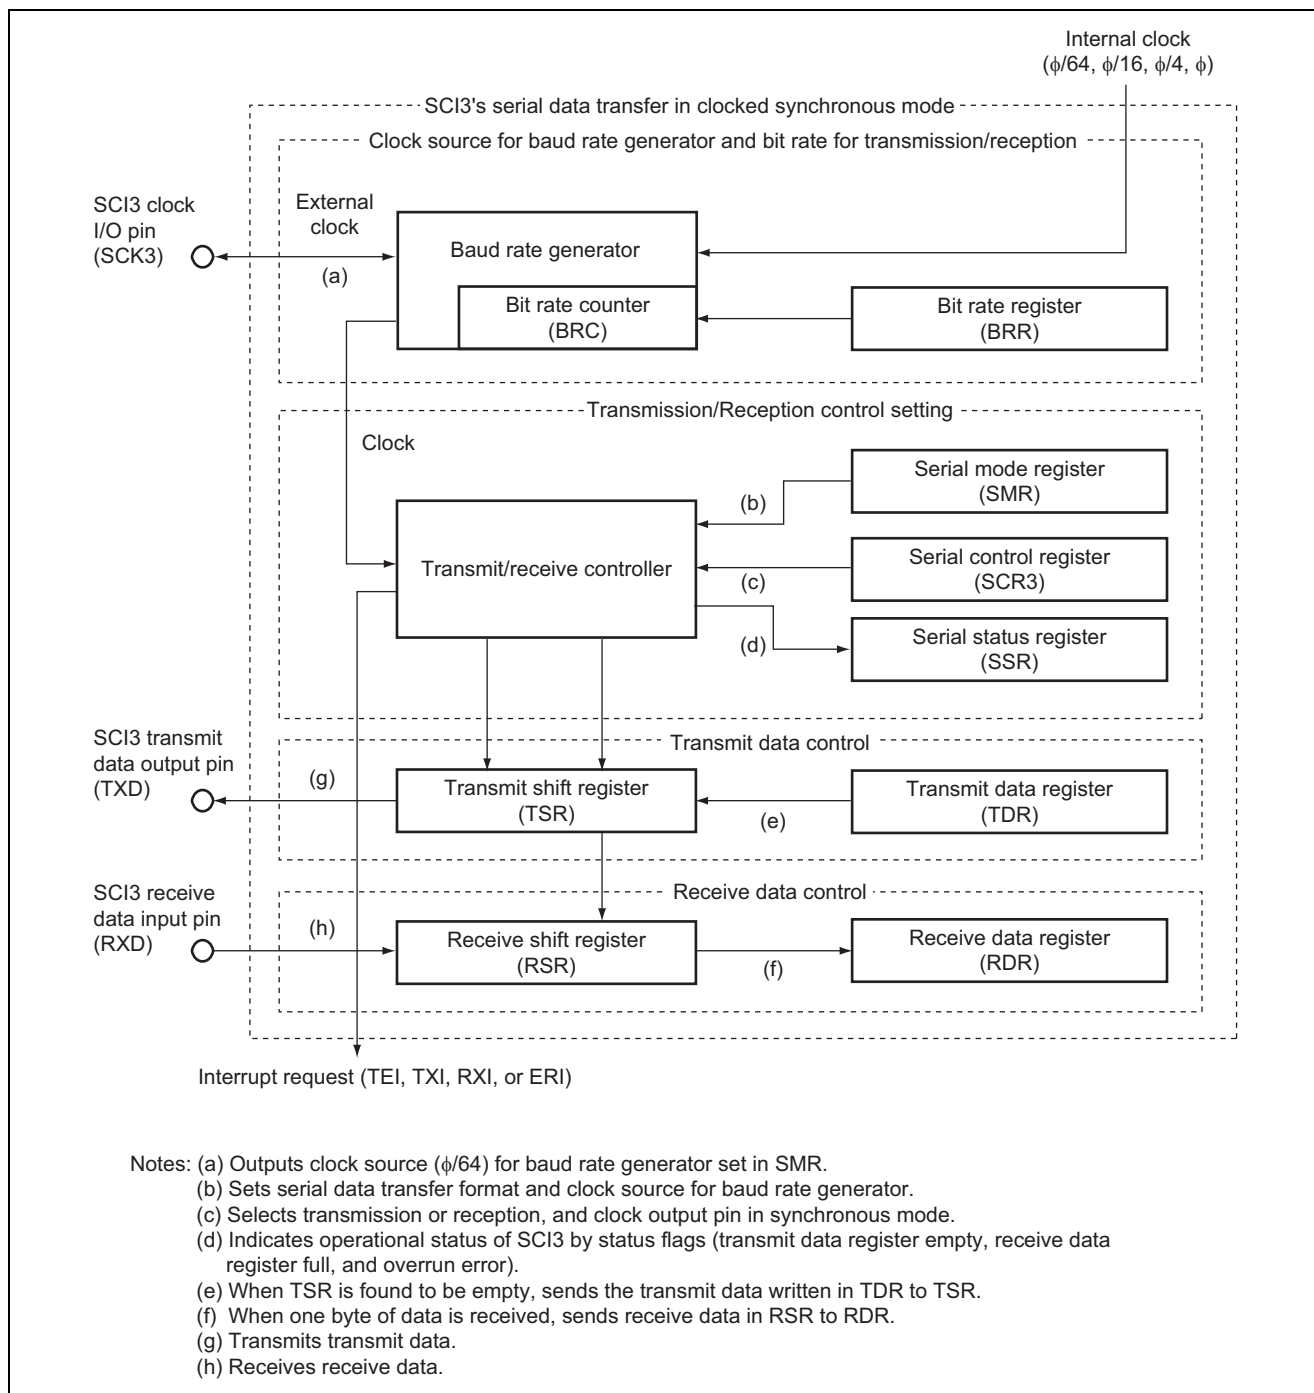 Internal clock
(ϕ/64, ϕ/16, ϕ/4, ϕ)
SCI3's serial data transfer in clocked synchronous mode
Clock source for baud rate generator and bit rate for transmission/reception
SCI3 clock
I/O pin
(SCK3)
External
clock
(a)
Baud rate generator
Bit rate counter
(BRC)
Bit rate register
(BRR)
Transmission/Reception control setting
Clock
Serial mode register
(SMR)
(b)
Transmit/receive controller
Serial control register
(SCR3)
(c)
Serial status register
(SSR)
(d)
SCI3 transmit
data output pin
(TXD)
Transmit data control
(g)
Transmit shift register
(TSR)
(e)
Transmit data register
(TDR)
SCI3 receive
data input pin
(RXD)
Receive data control
(h)
Receive shift register
(RSR)
(f)
Receive data register
(RDR)
Interrupt request (TEI, TXI, RXI, or ERI)
Notes: (a) Outputs clock source (ϕ/64) for baud rate generator set in SMR.
(b) Sets serial data transfer format and clock source for baud rate generator.
(c) Selects transmission or reception, and clock output pin in synchronous mode.
(d) Indicates operational status of SCI3 by status flags (transmit data register empty, receive data
register full, and overrun error).
(e) When TSR is found to be empty, sends the transmit data written in TDR to TSR.
(f) When one byte of data is received, sends receive data in RSR to RDR.
(g) Transmits transmit data.
(h) Receives receive data.